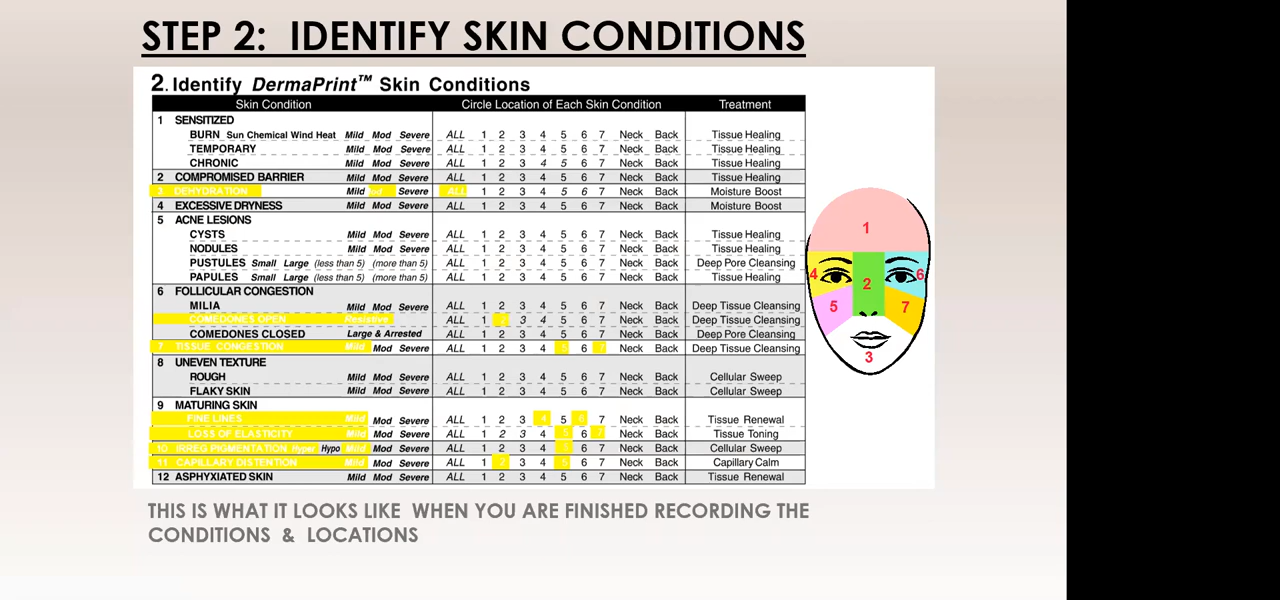 STEP 2: IDENTIFY SKIN CONDITIONS
2. Identify DermaPrint™ Skin Conditions
Skin Condition Circle Location of Each Skin Condition Treatment
1 SENSITIZED
BURN Sun Chemical Wind Heat Mild Mod Severe ALL 1 2 3 4 5 6 7 Neck Back Tissue Healing
TEMPORARY Mild Mod Severe ALL 1 2 3 4 5 6 7 Neck Back Tissue Healing
CHRONIC Mild Mod Severe ALL 1 2 3 4 5 6 7 Neck Back Tissue Healing
2 COMPROMISED BARRIER Mild Mod Severe ALL 1 2 3 4 5 6 7 Neck Back Tissue Healing
3 DEHYDRATION Mild Mod Severe ALL 1 2 3 4 5 6 7 Neck Back Moisture Boost
4 EXCESSIVE DRYNESS Mild Mod Severe ALL 1 2 3 4 5 6 7 Neck Back Moisture Boost
5 ACNE LESIONS
CYSTS Mild Mod Severe ALL 1 2 3 4 5 6 7 Neck Back Tissue Healing
NODULES Mild Mod Severe ALL 1 2 3 4 5 6 7 Neck Back Tissue Healing
PUSTULES Small Large (less than 5) (more than 5) ALL 1 2 3 4 5 6 7 Neck Back Deep Pore Cleansing
PAPULES Small Large (less than 5) (more than 5) ALL 1 2 3 4 5 6 7 Neck Back Tissue Healing
6 FOLLICULAR CONGESTION
MILIA Mild Mod Severe ALL 1 2 3 4 5 6 7 Neck Back Deep Tissue Cleansing
COMEDONES OPEN Resistive ALL 1 2 3 4 5 6 7 Neck Back Deep Tissue Cleansing
COMEDONES CLOSED Large & Arrested ALL 1 2 3 4 5 6 7 Neck Back Deep Pore Cleansing
7 TISSUE CONGESTION Mild Mod Severe ALL 1 2 3 4 5 6 7 Neck Back Deep Tissue Cleansing
8 UNEVEN TEXTURE
ROUGH Mild Mod Severe ALL 1 2 3 4 5 6 7 Neck Back Cellular Sweep
FLAKY SKIN Mild Mod Severe ALL 1 2 3 4 5 6 7 Neck Back Cellular Sweep
9 MATURING SKIN
FINE LINES Mild Mod Severe ALL 1 2 3 4 5 6 7 Neck Back Tissue Renewal
LOSS OF ELASTICITY Mild Mod Severe ALL 1 2 3 4 5 6 7 Neck Back Tissue Toning
10 IRREG PIGMENTATION Hyper Hypo Mild Mod Severe ALL 1 2 3 4 5 6 7 Neck Back Cellular Sweep
11 CAPILLARY DISTENTION Mild Mod Severe ALL 1 2 3 4 5 6 7 Neck Back Capillary Calm
12 ASPHYXIATED SKIN Mild Mod Severe ALL 1 2 3 4 5 6 7 Neck Back Tissue Renewal
1
4 2 6
5 7
3
THIS IS WHAT IT LOOKS LIKE WHEN YOU ARE FINISHED RECORDING THE
CONDITIONS & LOCATIONS